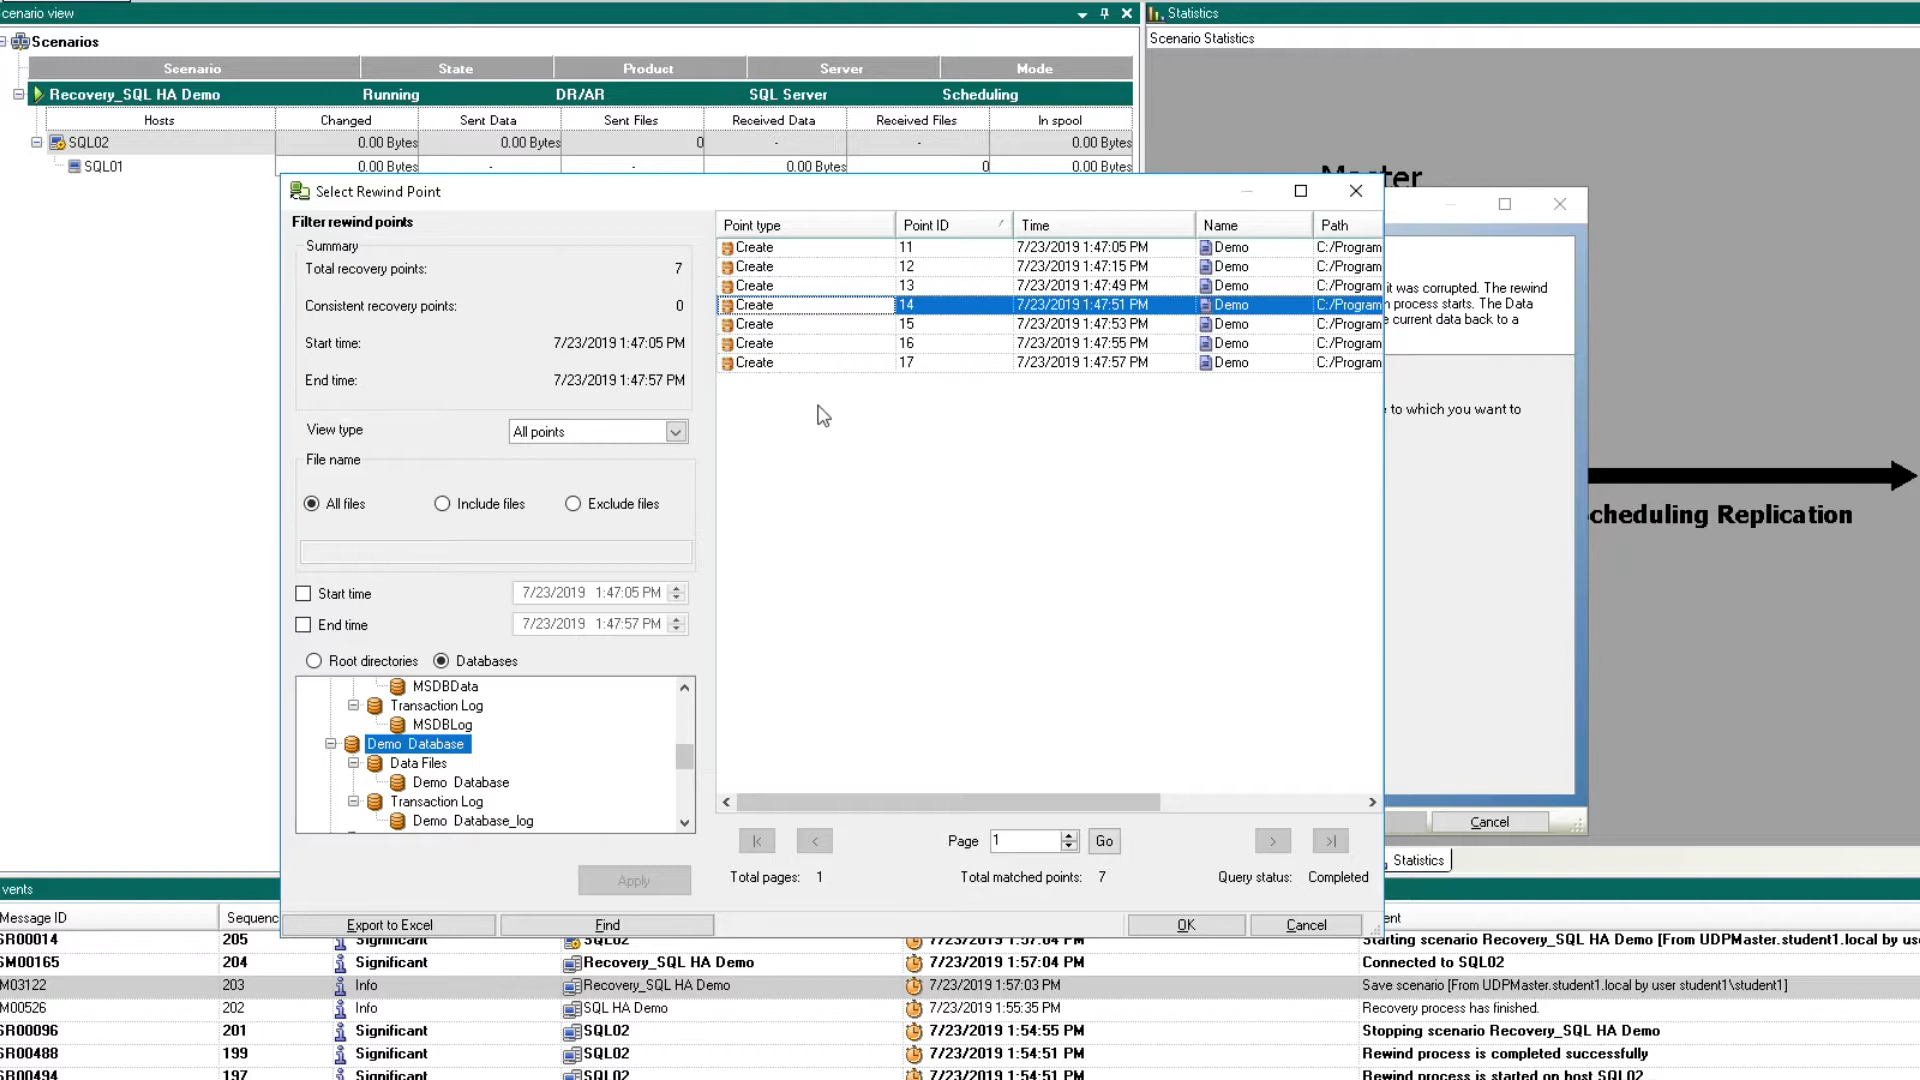 cenario view
Statistics
Scenarios
Scenario Statistics
Scenario State Product Server Mode
Recovery_SQL HA Demo Running DR/AR SQL Server Scheduling
Hosts Changed Sent Data Sent Files Received Data Received Files In spool
SQL02 0.00 Bytes 0.00 Bytes 0 - - 0.00 Bytes
SQL01 0.00 Bytes - - 0.00 Bytes 0
Select Rewind Point
Filter rewind points
Summary
Total recovery points: 7
Consistent recovery points: 0
Start time: 7/23/2019 1:47:05 PM
End time: 7/23/2019 1:47:57 PM
View type All points
File name
All files Include files Exclude files
Start time 7/23/2019 1:47:05 PM
End time 7/23/2019 1:47:57 PM
Root directories Databases
MSDBData
Transaction Log
MSDBLog
Demo Database
Data Files
Demo Database
Transaction Log
Demo Database_log
Apply
Point type Point ID Time Name Path
Create 11 7/23/2019 1:47:05 PM Demo C:/Program
Create 12 7/23/2019 1:47:15 PM Demo C:/Program
Create 13 7/23/2019 1:47:49 PM Demo C:/Program
Create 14 7/23/2019 1:47:51 PM Demo C:/Program
Create 15 7/23/2019 1:47:53 PM Demo C:/Program
Create 16 7/23/2019 1:47:55 PM Demo C:/Program
Create 17 7/23/2019 1:47:57 PM Demo C:/Program
Page 1 Go
Total pages: 1 Total matched points: 7 Query status: Completed
Export to Excel Find OK Cancel
it was corrupted. The rewind
process starts. The Data
current data back to a
to which you want to
Cancel
cheduling Replication
Statistics
vents
Message ID Sequenc ent
SR00014 205 Significant SQL02 7/23/2019 1:57:04 PM Starting scenario Recovery_SQL HA Demo [From UDPMaster.student1.local by use
SM00165 204 Significant Recovery_SQL HA Demo 7/23/2019 1:57:04 PM Connected to SQL02
M03122 203 Info Recovery_SQL HA Demo 7/23/2019 1:57:03 PM Save scenario [From UDPMaster.student1.local by user student1\student1]
M00526 202 Info SQL HA Demo 7/23/2019 1:55:35 PM Recovery process has finished.
SR00096 201 Significant SQL02 7/23/2019 1:54:55 PM Stopping scenario Recovery_SQL HA Demo
SR00488 199 Significant SQL02 7/23/2019 1:54:51 PM Rewind process is completed successfully
SR00494 197 Significant SQL02 7/23/2019 1:54:51 PM Rewind process is started on host SQL02